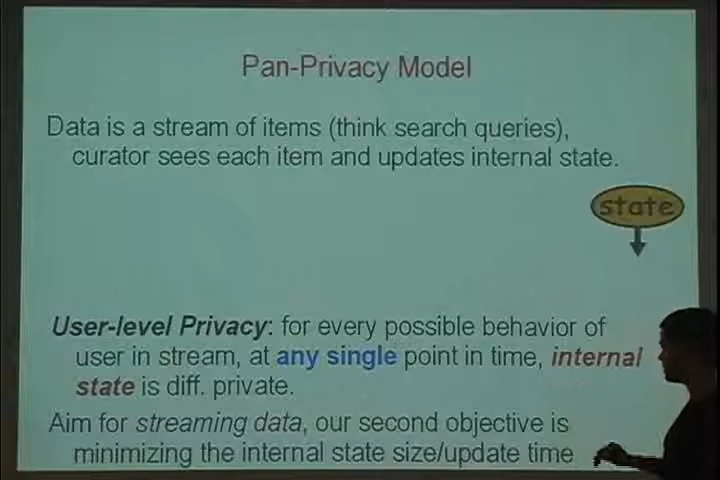 Pan-Privacy Model
Data is a stream of items (think search queries),
curator sees each item and updates internal state.
state
User-level Privacy: for every possible behavior of
user in stream, at any single point in time, internal
state is diff. private.
Aim for streaming data, our second objective is
minimizing the internal state size/update time